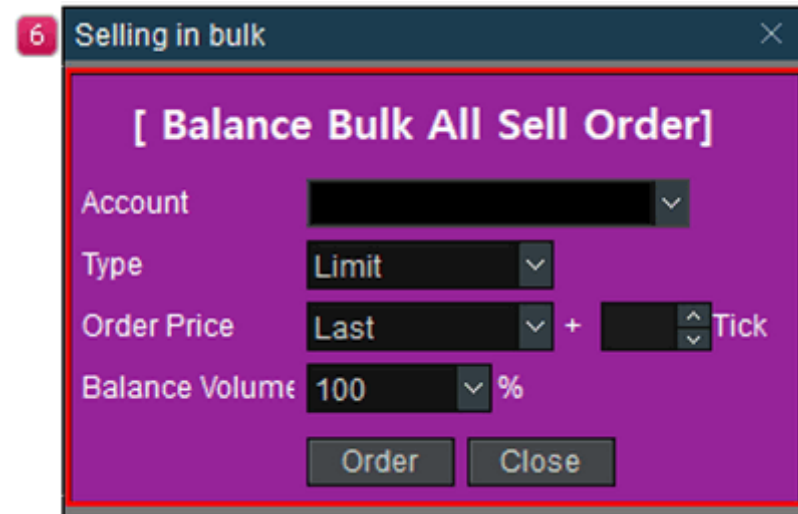 6 Selling in bulk
[ Balance Bulk All Sell Order]
Account
Type Limit
Order Price Last + Tick
Balance Volume 100 %
Order Close